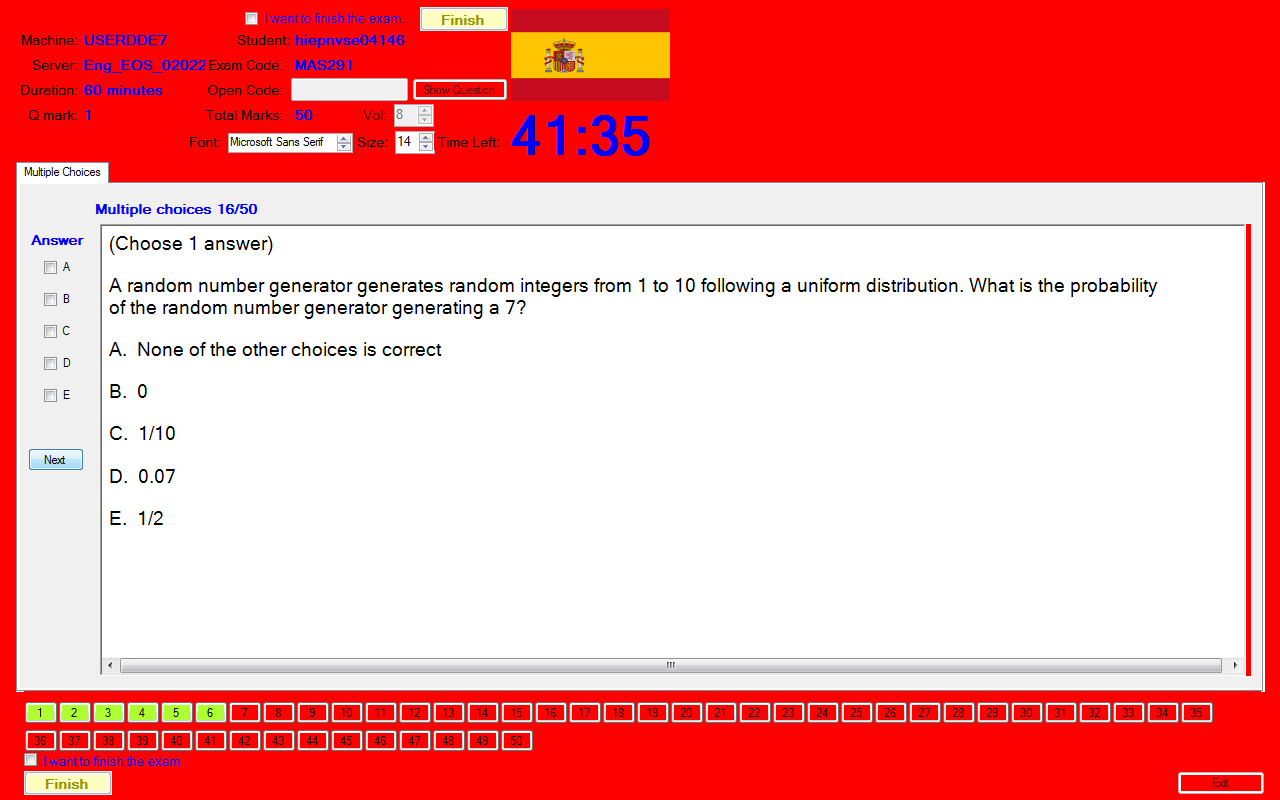 I want to finish the exam. Finish
Machine: USERDDE7 Student: hiepnvse04146
Server: Eng_EOS_02022 Exam Code: MAS291
Duration: 60 minutes Open Code: Show Question
Q mark: 1 Total Marks: 50 Vol: 8
Font: Microsoft Sans Serif Size: 14 Time Left: 41:35
Multiple Choices
Multiple choices 16/50
Answer
A
B
C
D
E
Next
(Choose 1 answer)
A random number generator generates random integers from 1 to 10 following a uniform distribution. What is the probability
of the random number generator generating a 7?
A. None of the other choices is correct
B. 0
C. 1/10
D. 0.07
E. 1/2
1 2 3 4 5 6 7 8 9 10 11 12 13 14 15 16 17 18 19 20 21 22 23 24 25 26 27 28 29 30 31 32 33 34 35
36 37 38 39 40 41 42 43 44 45 46 47 48 49 50
I want to finish the exam.
Finish Exit